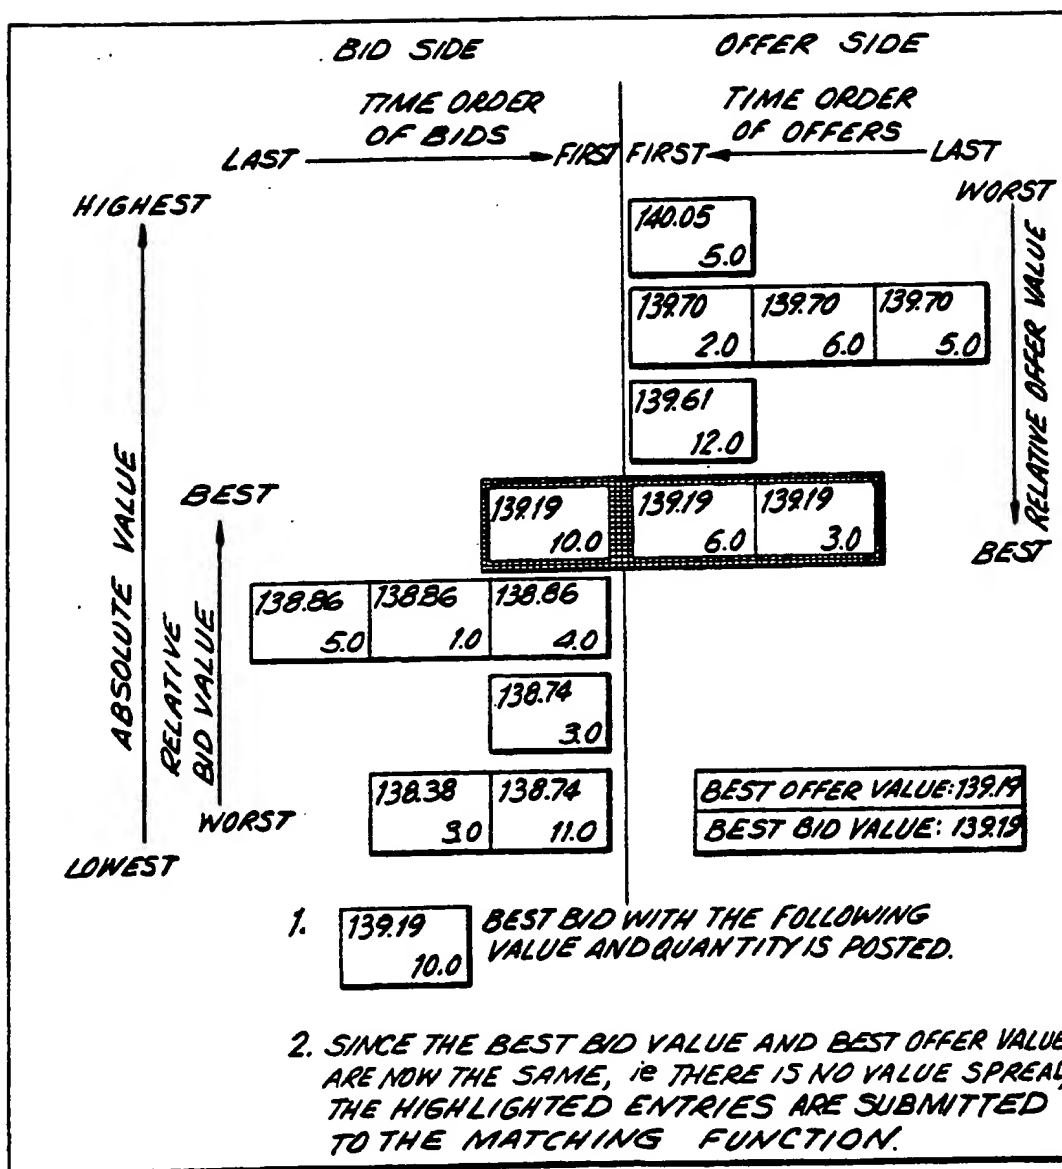 BID SIDE
OFFER SIDE
TIME ORDER
OF BIDS
TIME ORDER
OF OFFERS
LAST
FIRST
FIRST
LAST
HIGHEST
WORST
140.05
5.0
139.70
2.0
139.70
6.0
139.70
5.0
139.61
12.0
RELATIVE OFFER VALUE
ABSOLUTE VALUE
BEST
139.19
10.0
139.19
6.0
139.19
3.0
BEST
138.86
5.0
138.86
1.0
138.86
4.0
RELATIVE
BID VALUE
138.74
3.0
138.38
3.0
138.74
11.0
WORST
LOWEST
BEST OFFER VALUE: 139.19
BEST BID VALUE: 139.19
1.
139.19
10.0
BEST BID WITH THE FOLLOWING
VALUE AND QUANTITY IS POSTED.
2. SINCE THE BEST BID VALUE AND BEST OFFER VALUE
ARE NOW THE SAME, ie THERE IS NO VALUE SPREAD,
THE HIGHLIGHTED ENTRIES ARE SUBMITTED
TO THE MATCHING FUNCTION.